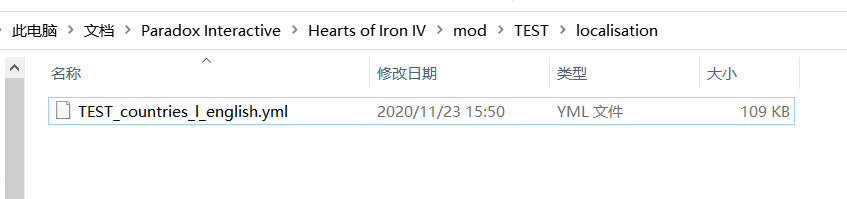 此电脑 文档 Paradox Interactive Hearts of Iron IV mod TEST localisation
名称 修改日期 类型 大小
TEST_countries_l_english.yml 2020/11/23 15:50 YML 文件 109 KB